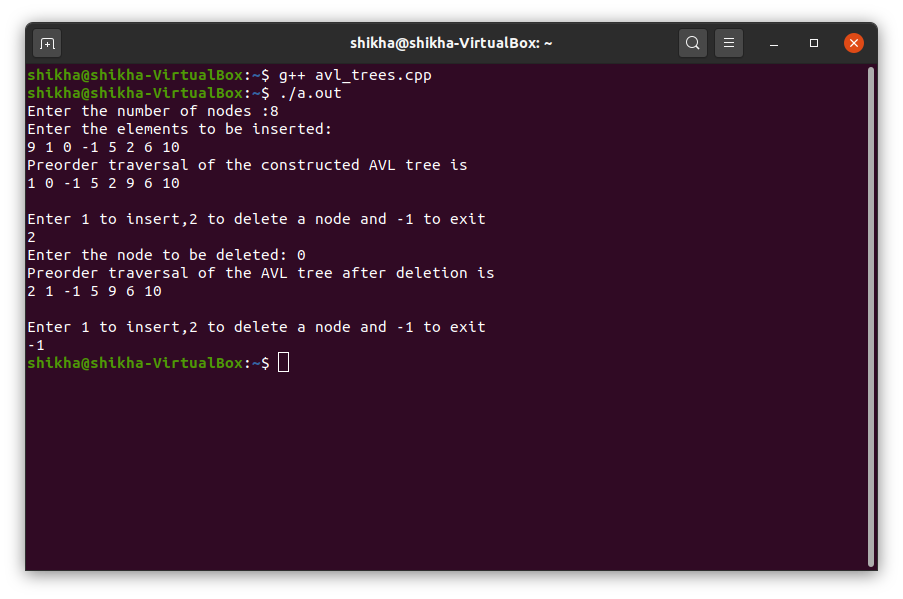 shikha@shikha-VirtualBox: ~
shikha@shikha-VirtualBox:~$ g++ avl_trees.cpp
shikha@shikha-VirtualBox:~$ ./a.out
Enter the number of nodes :8
Enter the elements to be inserted:
9 1 0 -1 5 2 6 10
Preorder traversal of the constructed AVL tree is
1 0 -1 5 2 9 6 10
Enter 1 to insert,2 to delete a node and -1 to exit
2
Enter the node to be deleted: 0
Preorder traversal of the AVL tree after deletion is
2 1 -1 5 9 6 10
Enter 1 to insert,2 to delete a node and -1 to exit
-1
shikha@shikha-VirtualBox:~$